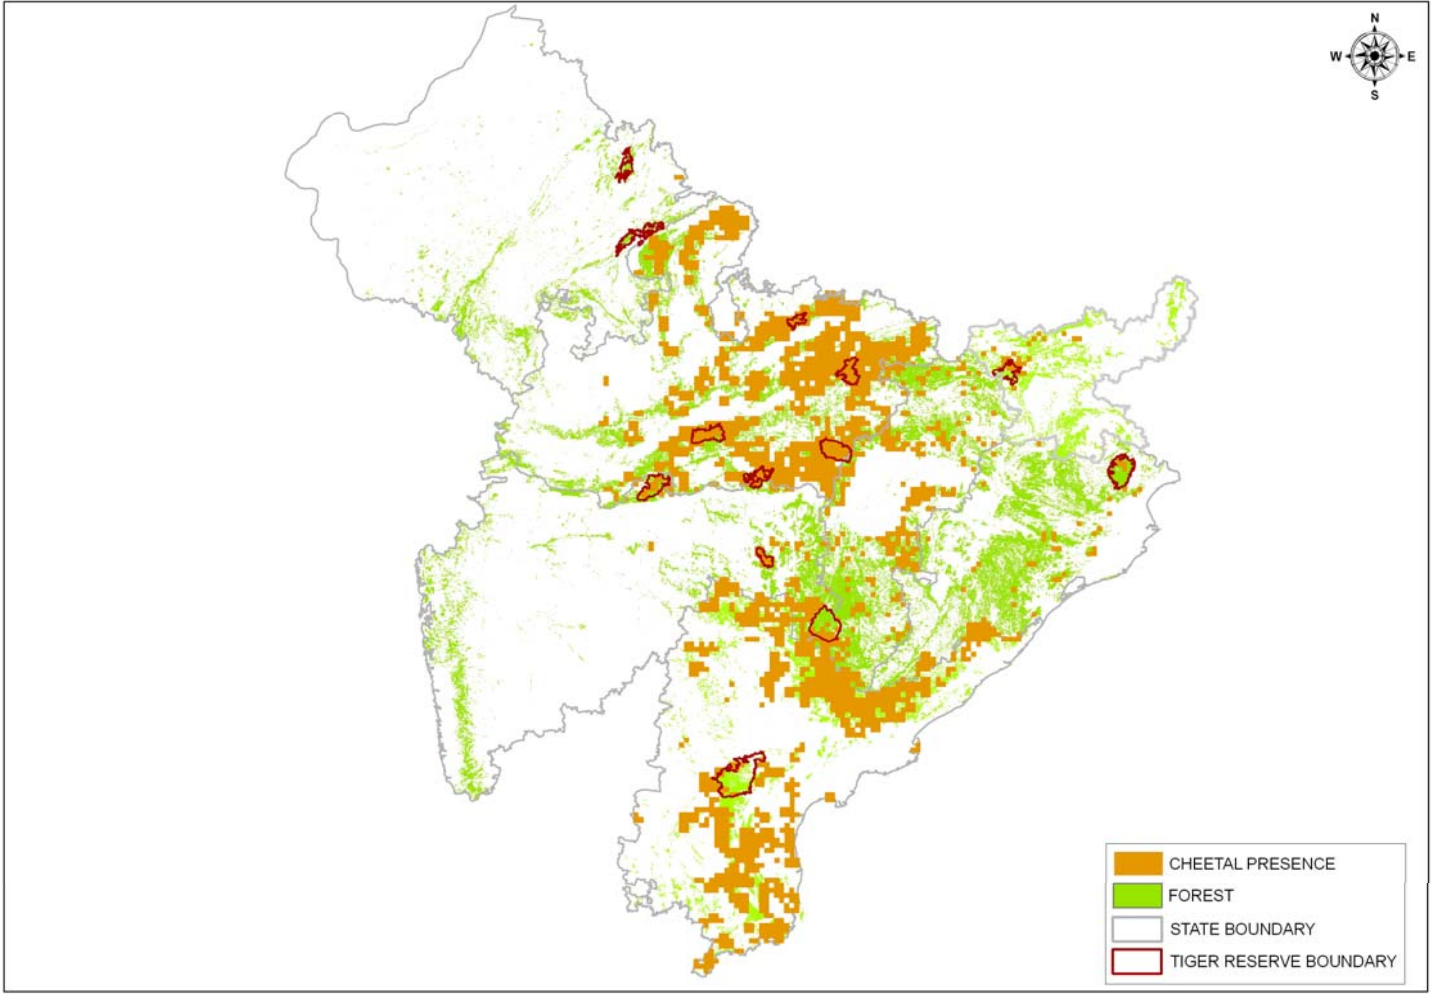 N
W E
S
CHEETAL PRESENCE
FOREST
STATE BOUNDARY
TIGER RESERVE BOUNDARY